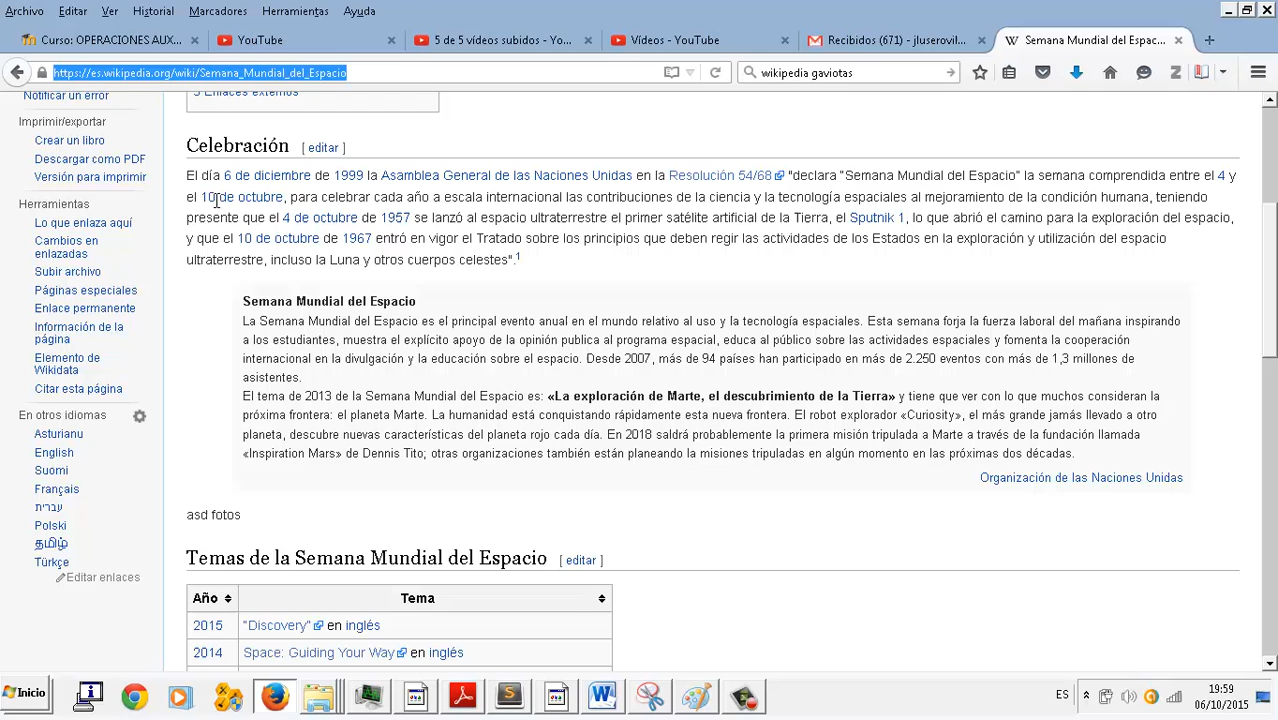 Archivo Editar Ver Historial Marcadores Herramientas Ayuda
Curso: OPERACIONES AUX... YouTube 5 de 5 vídeos subidos - Yo... Vídeos - YouTube Recibidos (671) - jluserovil... Semana Mundial del Espac...
https://es.wikipedia.org/wiki/Semana_Mundial_del_Espacio wikipedia gaviotas
Notificar un error
Imprimir/exportar
Crear un libro
Descargar como PDF
Versión para imprimir
Herramientas
Lo que enlaza aquí
Cambios en
enlazadas
Subir archivo
Páginas especiales
Enlace permanente
Información de la
página
Elemento de
Wikidata
Citar esta página
En otros idiomas
Asturianu
English
Suomi
Français
עברית
Polski
தமிழ்
Türkçe
Editar enlaces
5 Enlaces externos
Celebración [ editar ]
El día 6 de diciembre de 1999 la Asamblea General de las Naciones Unidas en la Resolución 54/68 "declara "Semana Mundial del Espacio" la semana comprendida entre el 4 y
el 10 de octubre, para celebrar cada año a escala internacional las contribuciones de la ciencia y la tecnología espaciales al mejoramiento de la condición humana, teniendo
presente que el 4 de octubre de 1957 se lanzó al espacio ultraterrestre el primer satélite artificial de la Tierra, el Sputnik 1, lo que abrió el camino para la exploración del espacio,
y que el 10 de octubre de 1967 entró en vigor el Tratado sobre los principios que deben regir las actividades de los Estados en la exploración y utilización del espacio
ultraterrestre, incluso la Luna y otros cuerpos celestes".1
Semana Mundial del Espacio
La Semana Mundial del Espacio es el principal evento anual en el mundo relativo al uso y la tecnología espaciales. Esta semana forja la fuerza laboral del mañana inspirando
a los estudiantes, muestra el explícito apoyo de la opinión publica al programa espacial, educa al público sobre las actividades espaciales y fomenta la cooperación
internacional en la divulgación y la educación sobre el espacio. Desde 2007, más de 94 países han participado en más de 2.250 eventos con más de 1,3 millones de
asistentes.
El tema de 2013 de la Semana Mundial del Espacio es: «La exploración de Marte, el descubrimiento de la Tierra» y tiene que ver con lo que muchos consideran la
próxima frontera: el planeta Marte. La humanidad está conquistando rápidamente esta nueva frontera. El robot explorador «Curiosity», el más grande jamás llevado a otro
planeta, descubre nuevas características del planeta rojo cada día. En 2018 saldrá probablemente la primera misión tripulada a Marte a través de la fundación llamada
«Inspiration Mars» de Dennis Tito; otras organizaciones también están planeando la misiones tripuladas en algún momento en las próximas dos décadas.
Organización de las Naciones Unidas
asd fotos
Temas de la Semana Mundial del Espacio [ editar ]
Año Tema
2015 "Discovery" en inglés
2014 Space: Guiding Your Way en inglés
Inicio ES 19:59
06/10/2015